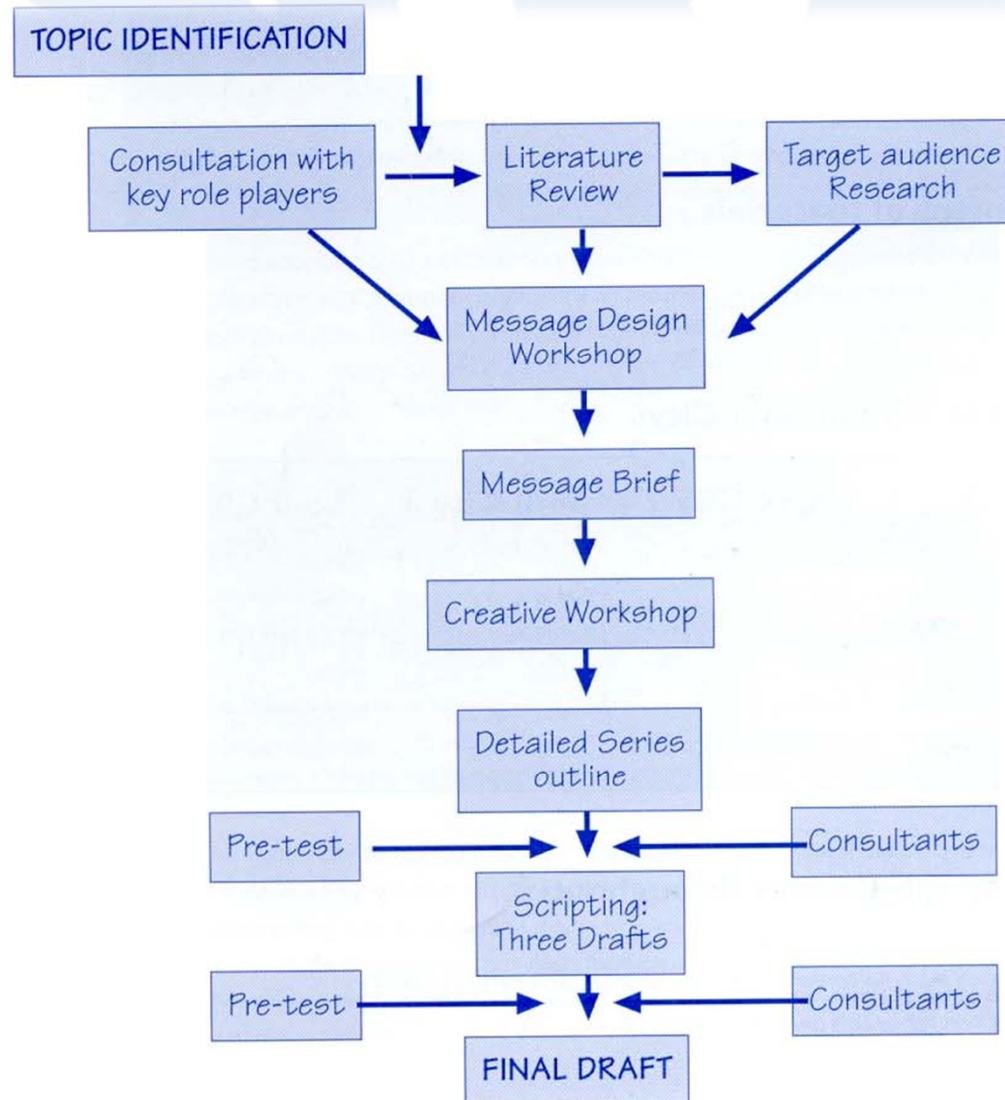 TOPIC IDENTIFICATION
Consultation with
key role players
Literature
Review
Target audience
Research
Message Design
Workshop
Message Brief
Creative Workshop
Detailed Series
outline
Pre-test
Consultants
Scripting:
Three Drafts
Pre-test
Consultants
FINAL DRAFT